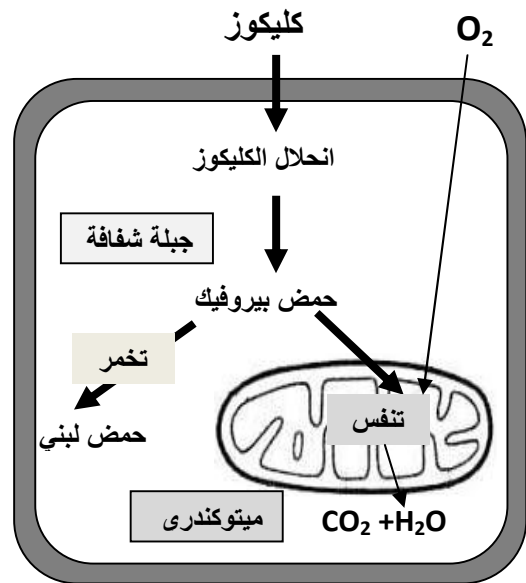 كليكوز
O₂
انحلال الكليكوز
جبلة شفافة
حمض بيروفيك
تخمر
تنفس
حمض لبني
ميتوكندرى
CO₂ +H₂O